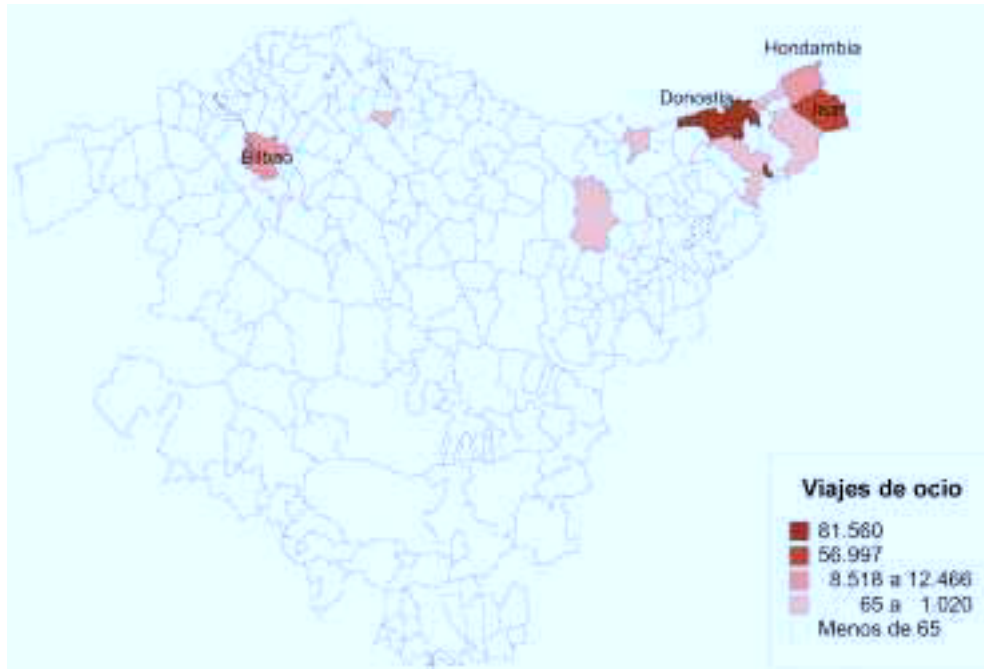 Hondarribia
Donostia
Irun
Bilbao
Viajes de ocio
81.560
56.997
8.518 a 12.466
65 a 1.020
Menos de 65